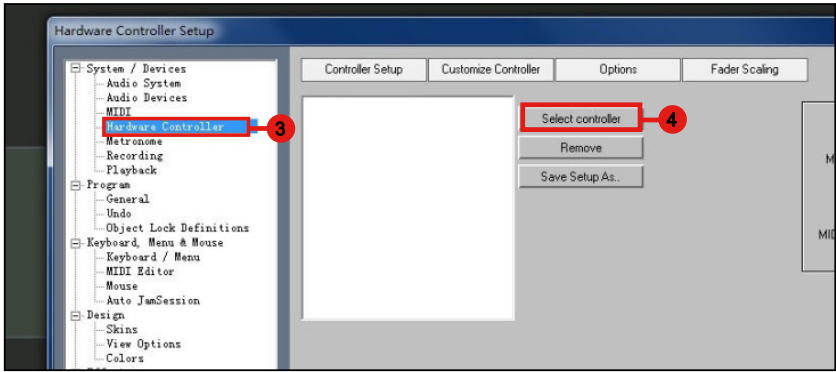 Hardware Controller Setup
System / Devices
Audio System
Audio Devices
MIDI
Hardware Controller
3
Metronome
Recording
Playback
Program
General
Undo
Object Lock Definitions
Keyboard, Menu & Mouse
Keyboard / Menu
MIDI Editor
Mouse
Auto JamSession
Design
Skins
View Options
Colors
Controller Setup
Customize Controller
Options
Fader Scaling
Select controller
4
Remove
Save Setup As..